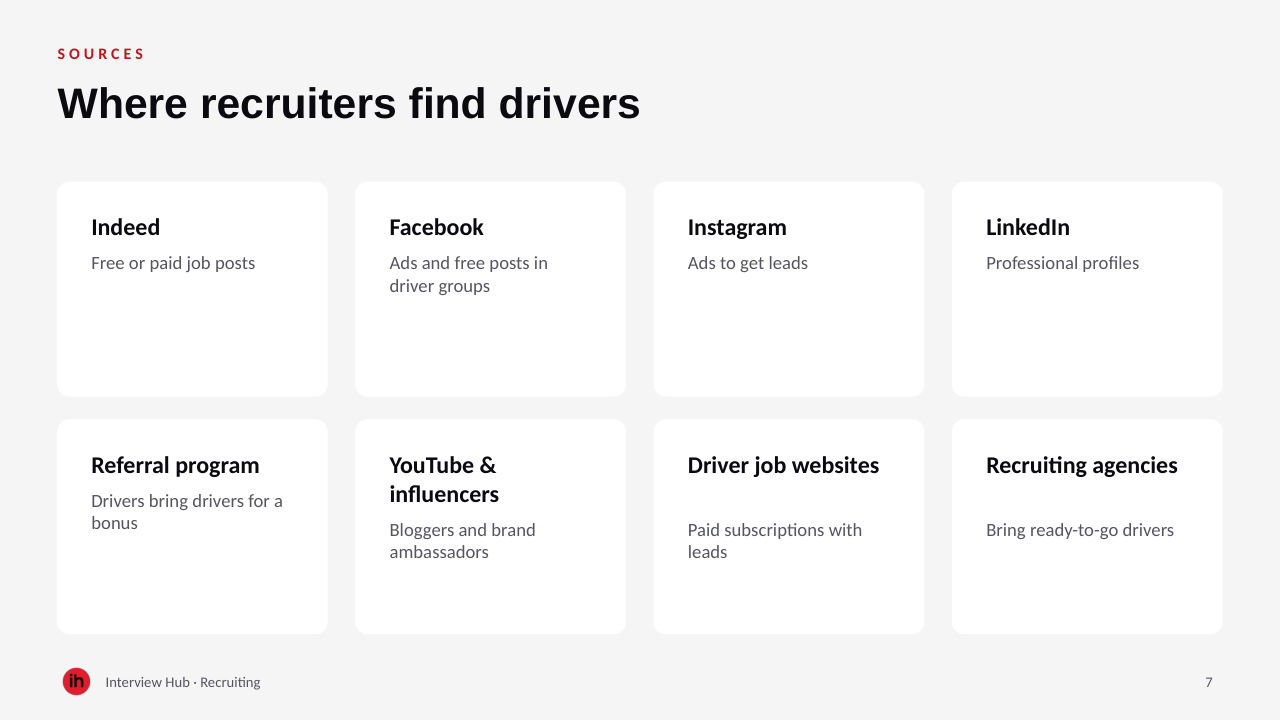 SOURCES
Where recruiters find drivers
Indeed
Free or paid job posts
Facebook
Ads and free posts in
driver groups
Instagram
Ads to get leads
LinkedIn
Professional profiles
Referral program
Drivers bring drivers for a
bonus
YouTube &
influencers
Bloggers and brand
ambassadors
Driver job websites
Paid subscriptions with
leads
Recruiting agencies
Bring ready-to-go drivers
ih
Interview Hub · Recruiting
7